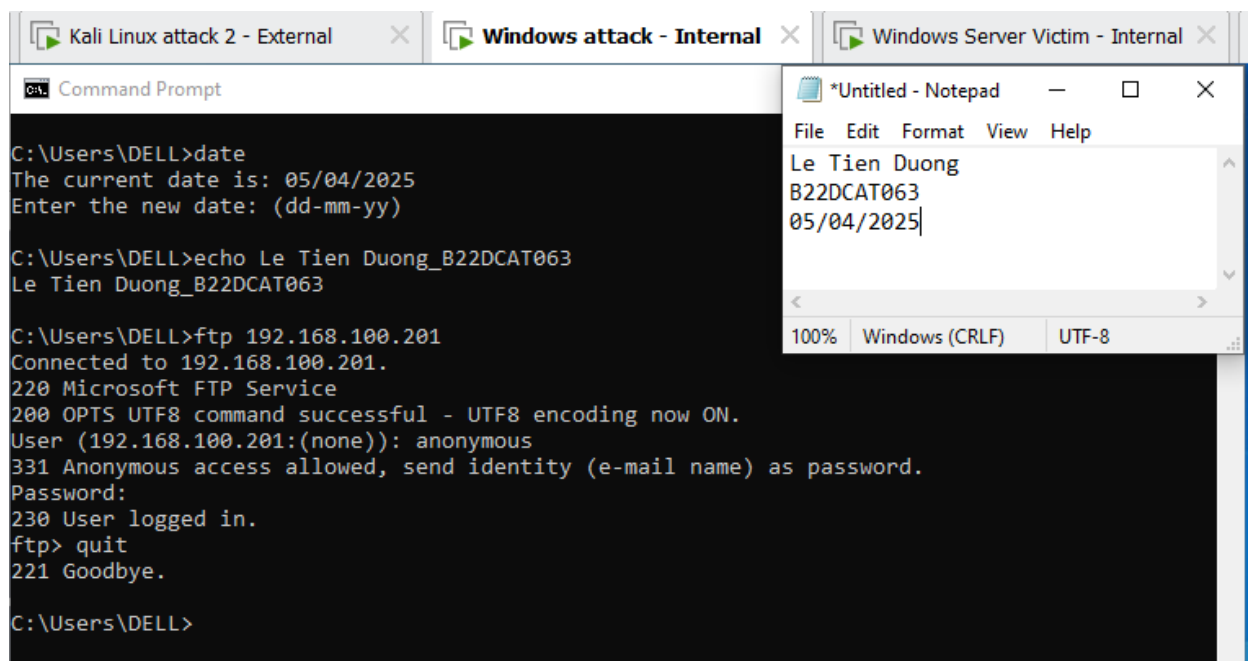 Kali Linux attack 2 - External
Windows attack - Internal
Windows Server Victim - Internal
Command Prompt
C:\Users\DELL>date
The current date is: 05/04/2025
Enter the new date: (dd-mm-yy)
C:\Users\DELL>echo Le Tien Duong_B22DCAT063
Le Tien Duong_B22DCAT063
C:\Users\DELL>ftp 192.168.100.201
Connected to 192.168.100.201.
220 Microsoft FTP Service
200 OPTS UTF8 command successful - UTF8 encoding now ON.
User (192.168.100.201:(none)): anonymous
331 Anonymous access allowed, send identity (e-mail name) as password.
Password:
230 User logged in.
ftp> quit
221 Goodbye.
C:\Users\DELL>
*Untitled - Notepad
File Edit Format View Help
Le Tien Duong
B22DCAT063
05/04/2025
100% Windows (CRLF) UTF-8